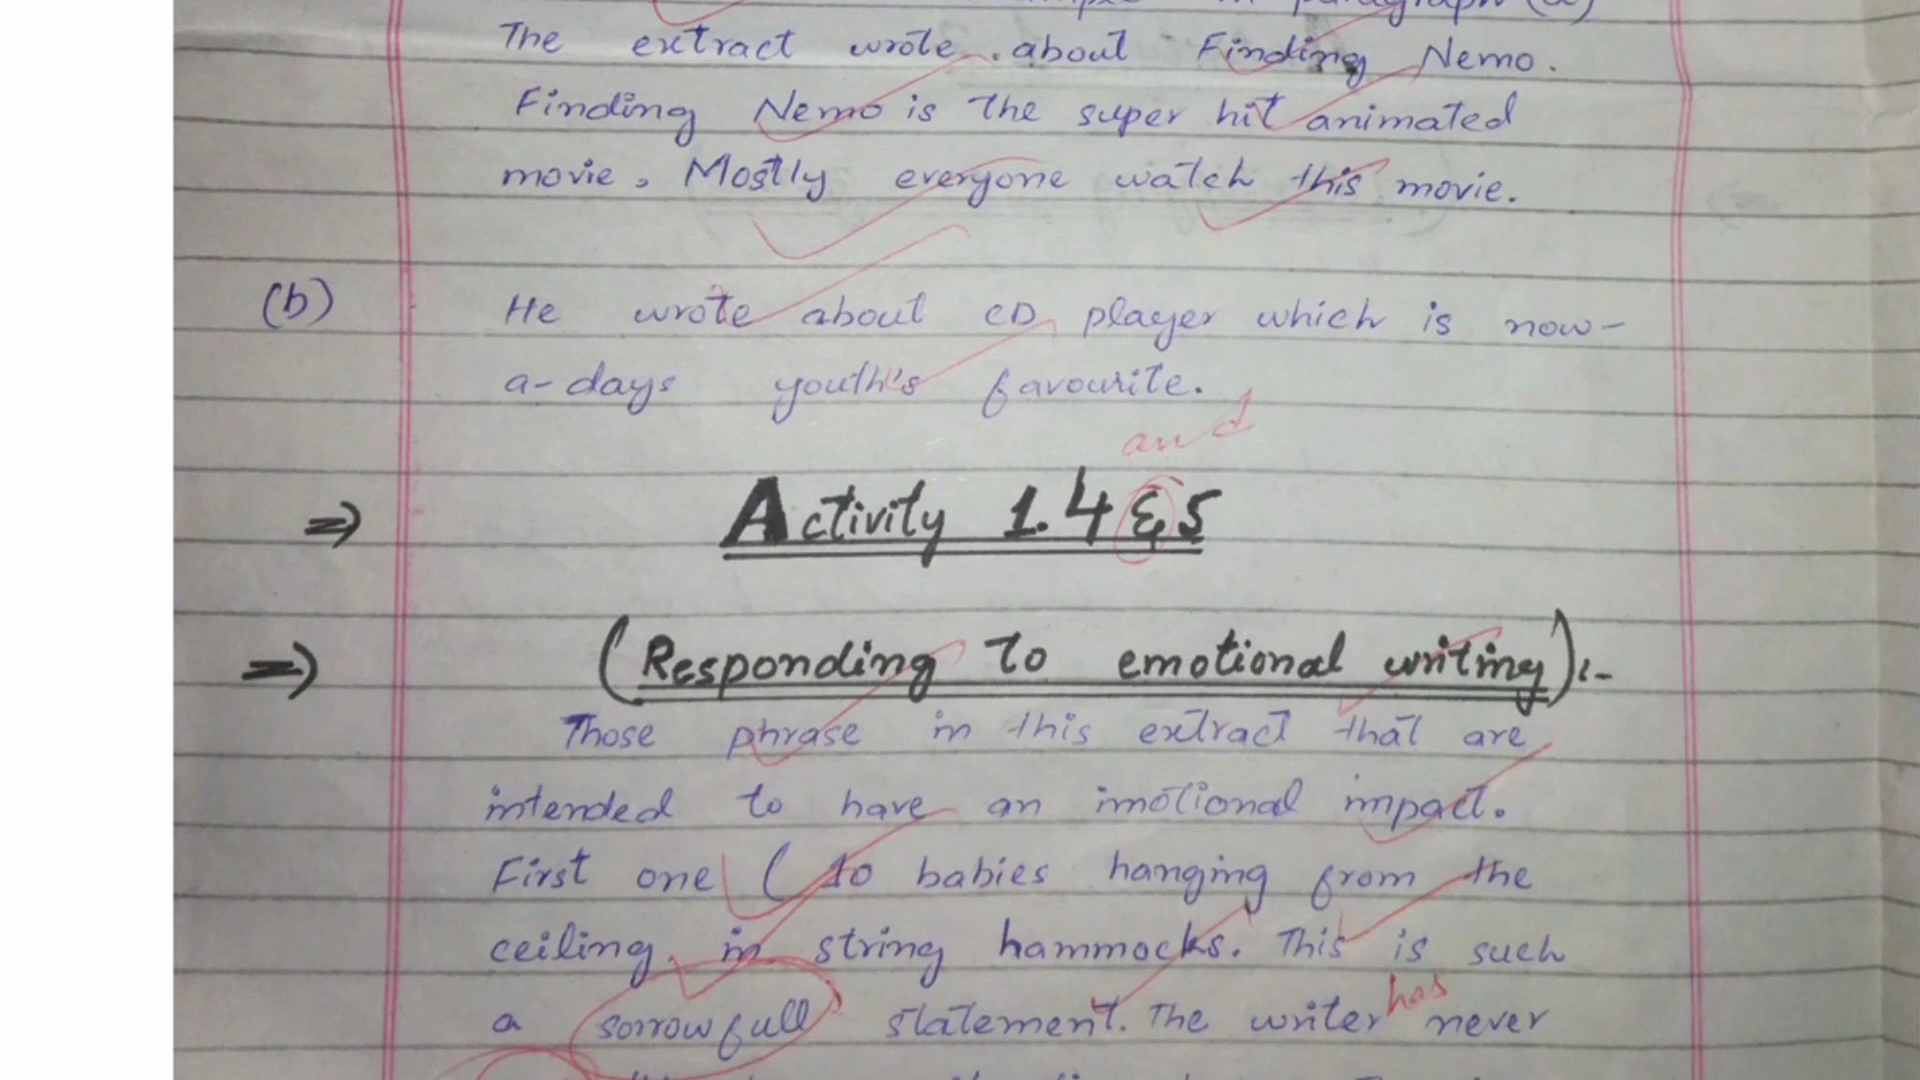 in paragraph (a)
The extract wrote . about Finding Nemo.
Finding Nemo is the super hit animated
movie. Mostly everyone watch this movie.
(b) He wrote about CD player which is now-
a-days youth's favourite.
and
⇒ Activity 1.4 & 5
⇒ (Responding to emotional writing):-
Those phrase in this extract that are
intended to have an imotional impact.
First one ( 10 babies hanging from the
ceiling in string hammocks. This is such
has
a sorrowfull statement. The writer never